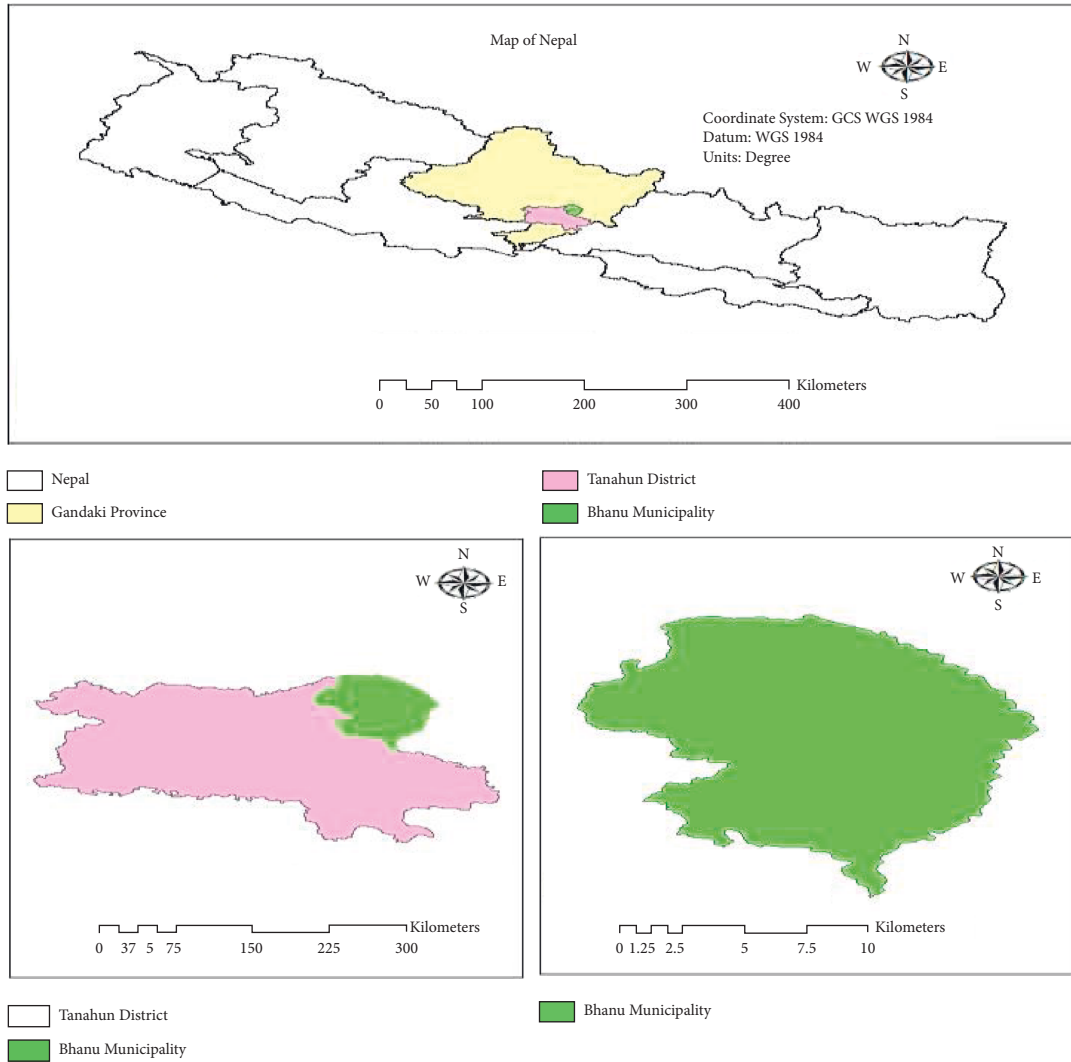 Map of Nepal
N
W E
S
Coordinate System: GCS WGS 1984
Datum: WGS 1984
Units: Degree
Kilometers
0 50 100 200 300 400
Nepal
Gandaki Province
Tanahun District
Bhanu Municipality
N
W E
S
Kilometers
0 37 5 75 150 225 300
Tanahun District
Bhanu Municipality
N
W E
S
Kilometers
0 1.25 2.5 5 7.5 10
Bhanu Municipality